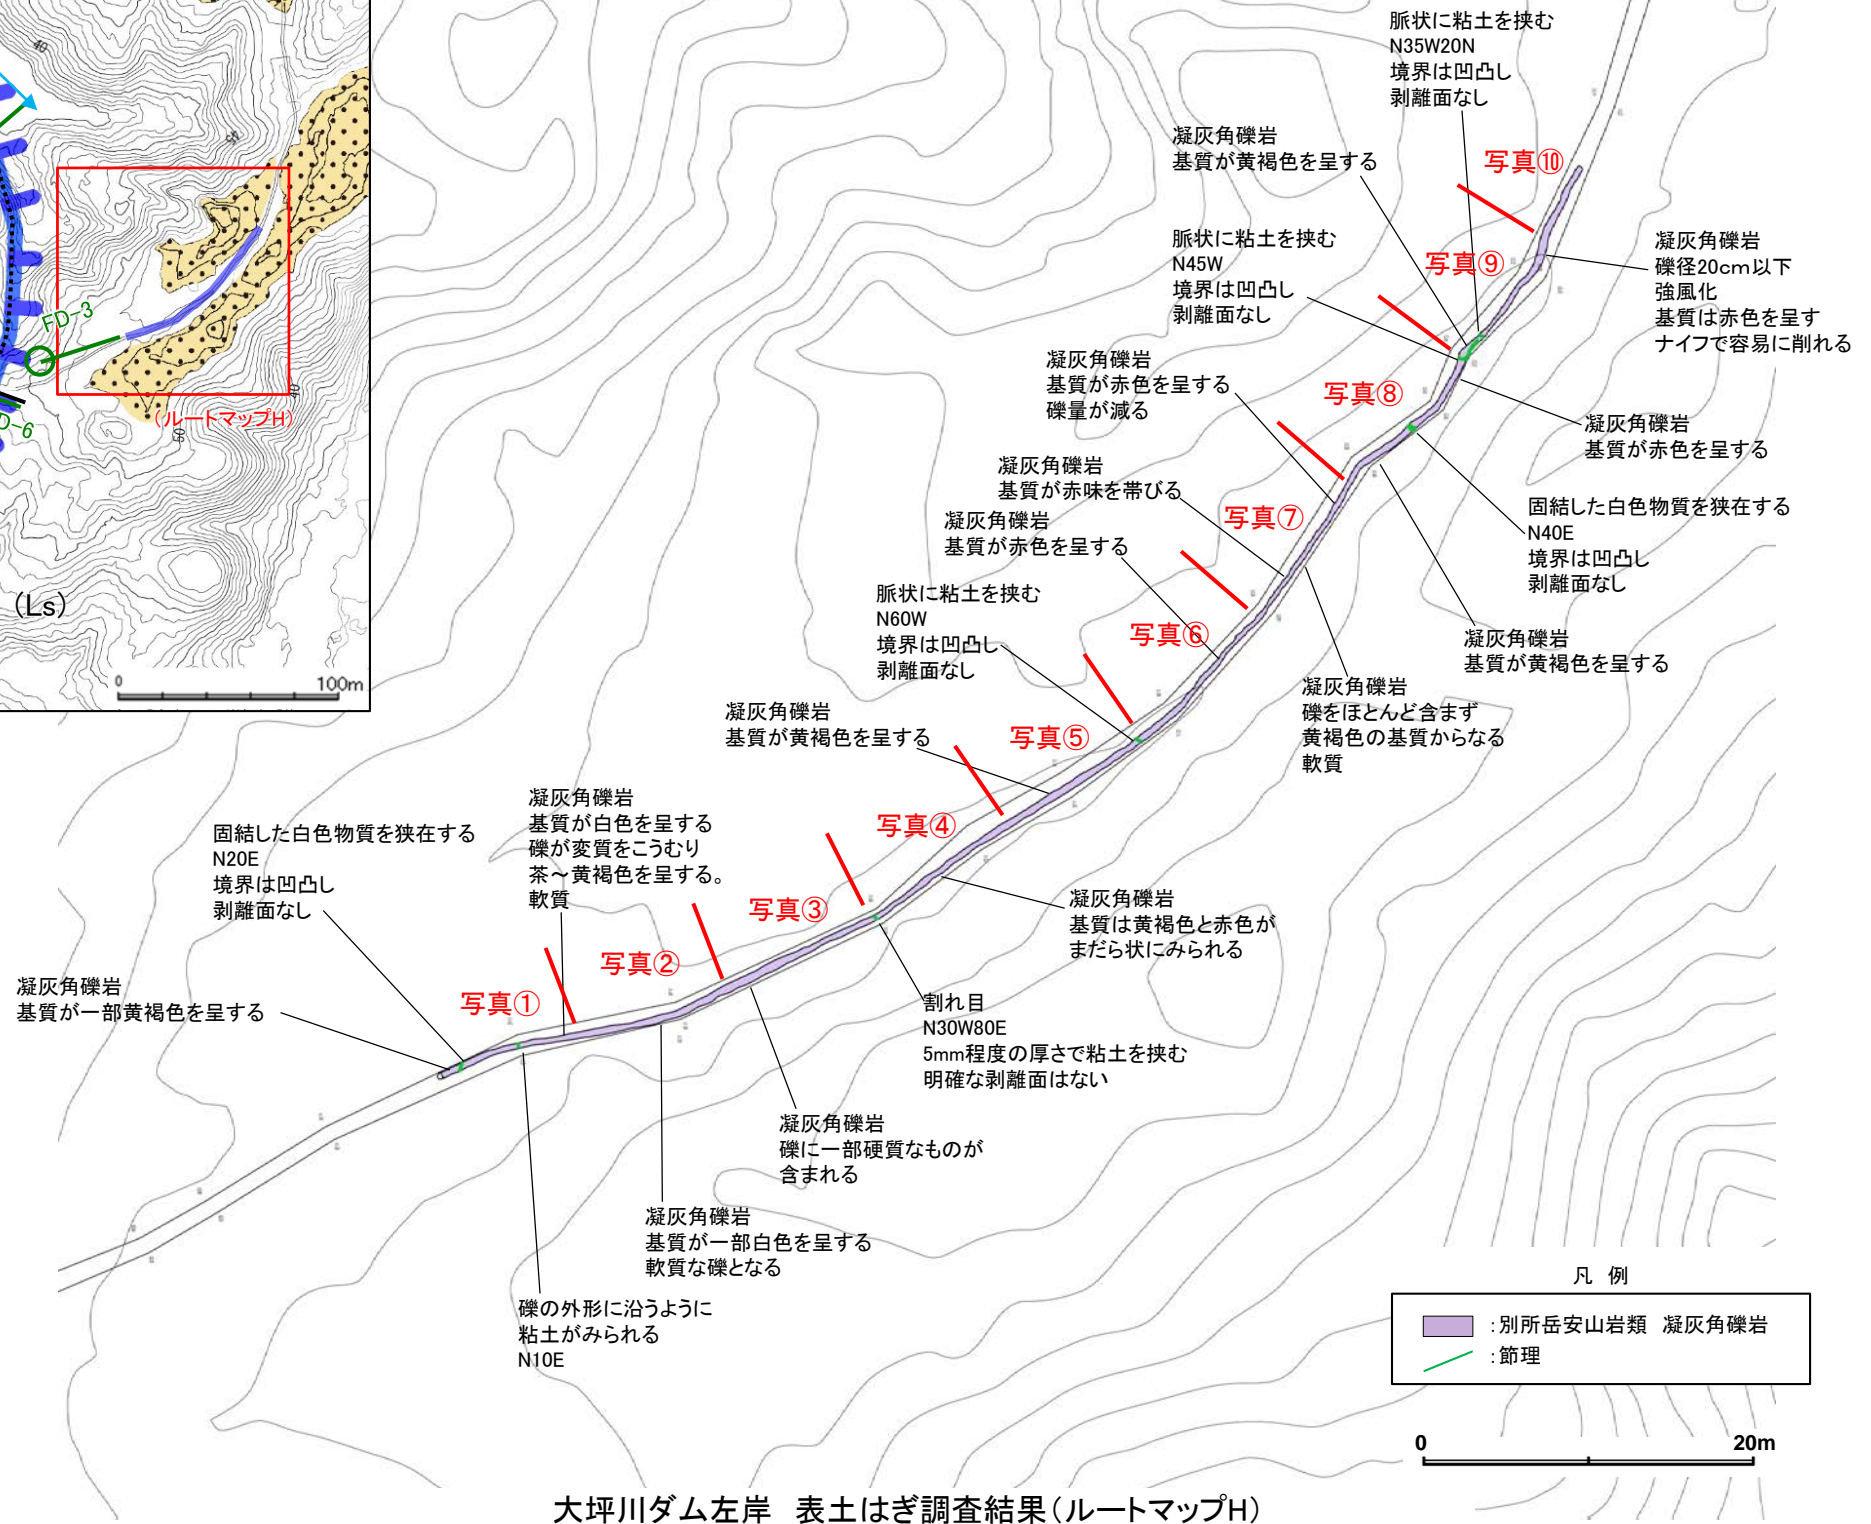 40
45
FD-3
D-6
(ルートマップH)
50
40
(Ls)
0
100m
脈状に粘土を挟む
N35W20N
境界は凹凸し
剥離面なし
凝灰角礫岩
基質が黄褐色を呈する
写真⑩
脈状に粘土を挟む
N45W
境界は凹凸し
剥離面なし
写真⑨
凝灰角礫岩
礫径20cm以下
強風化
基質は赤色を呈す
ナイフで容易に削れる
凝灰角礫岩
基質が赤色を呈する
礫量が減る
写真⑧
凝灰角礫岩
基質が赤色を呈する
凝灰角礫岩
基質が赤味を帯びる
写真⑦
固結した白色物質を狭在する
N40E
境界は凹凸し
剥離面なし
凝灰角礫岩
基質が赤色を呈する
脈状に粘土を挟む
N60W
境界は凹凸し
剥離面なし
写真⑥
凝灰角礫岩
基質が黄褐色を呈する
凝灰角礫岩
礫をほとんど含まず
黄褐色の基質からなる
軟質
凝灰角礫岩
基質が黄褐色を呈する
写真⑤
凝灰角礫岩
基質が白色を呈する
礫が変質をこうむり
茶～黄褐色を呈する。
軟質
写真④
固結した白色物質を狭在する
N20E
境界は凹凸し
剥離面なし
写真③
凝灰角礫岩
基質は黄褐色と赤色が
まだら状にみられる
写真②
凝灰角礫岩
基質が一部黄褐色を呈する
写真①
割れ目
N30W80E
5mm程度の厚さで粘土を挟む
明確な剥離面はない
凝灰角礫岩
礫に一部硬質なものが
含まれる
凝灰角礫岩
基質が一部白色を呈する
軟質な礫となる
礫の外形に沿うように
粘土がみられる
N10E
凡 例
:別所岳安山岩類 凝灰角礫岩
:節理
0
20m
大坪川ダム左岸 表土はぎ調査結果(ルートマップH)